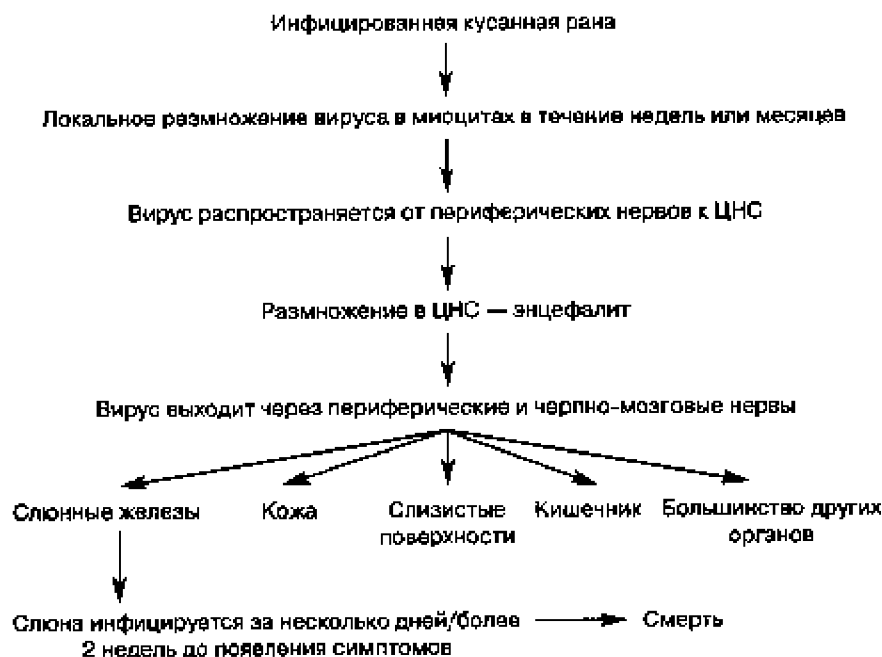 Инфицированная кусанная рана
Локальное размножение вируса в миоцитах в течение недель или месяцев
Вирус распространяется от периферических нервов к ЦНС
Размножение в ЦНС — энцефалит
Вирус выходит через периферические и черпно-мозговые нервы
Слюнные железы
Кожа
Слизистые
поверхности
Кишечник
Большинство других
органов
Слюна инфицируется за несколько дней/более
2 недель до появления симптомов
Смерть